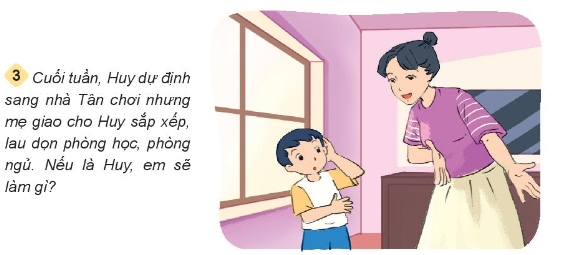 3 Cuối tuần, Huy dự định
sang nhà Tân chơi nhưng
mẹ giao cho Huy sắp xếp,
lau dọn phòng học, phòng
ngủ. Nếu là Huy, em sẽ
làm gì?